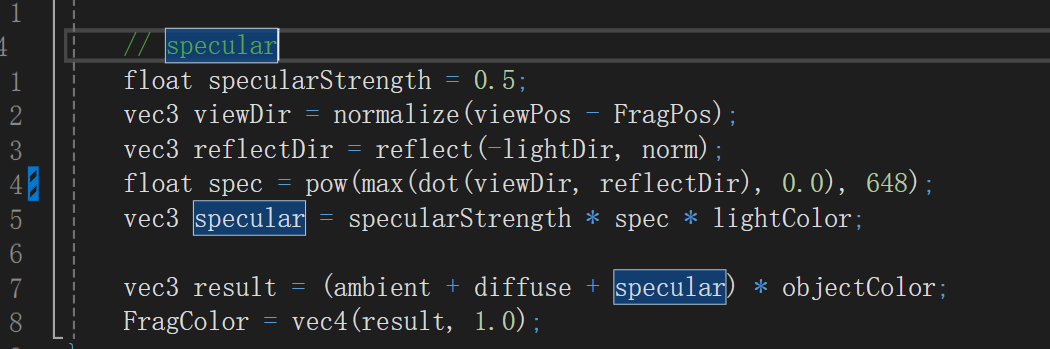 1
4 // specular
1 float specularStrength = 0.5;
2 vec3 viewDir = normalize(viewPos - FragPos);
3 vec3 reflectDir = reflect(-lightDir, norm);
4 float spec = pow(max(dot(viewDir, reflectDir), 0.0), 648);
5 vec3 specular = specularStrength * spec * lightColor;
6
7 vec3 result = (ambient + diffuse + specular) * objectColor;
8 FragColor = vec4(result, 1.0);